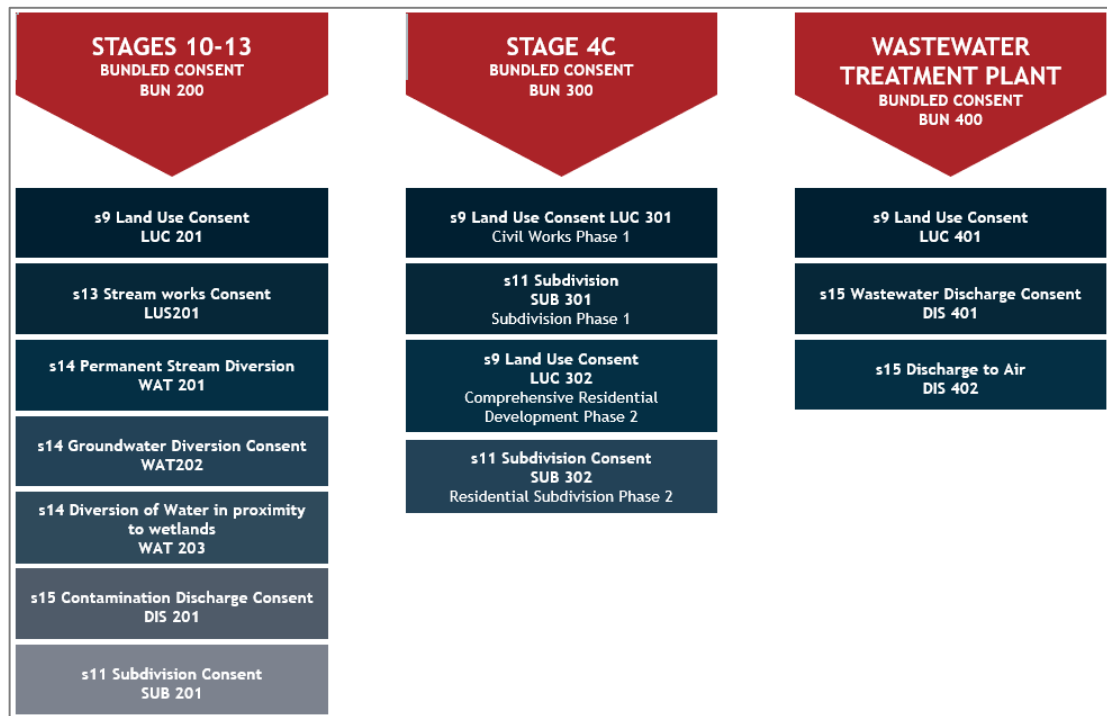 STAGES 10-13
BUNDLED CONSENT
BUN 200
s9 Land Use Consent
LUC 201
s13 Stream works Consent
LUS201
s14 Permanent Stream Diversion
WAT 201
s14 Groundwater Diversion Consent
WAT202
s14 Diversion of Water in proximity
to wetlands
WAT 203
s15 Contamination Discharge Consent
DIS 201
s11 Subdivision Consent
SUB 201
STAGE 4C
BUNDLED CONSENT
BUN 300
s9 Land Use Consent LUC 301
Civil Works Phase 1
s11 Subdivision
SUB 301
Subdivision Phase 1
s9 Land Use Consent
LUC 302
Comprehensive Residential
Development Phase 2
s11 Subdivision Consent
SUB 302
Residential Subdivision Phase 2
WASTEWATER
TREATMENT PLANT
BUNDLED CONSENT
BUN 400
s9 Land Use Consent
LUC 401
s15 Wastewater Discharge Consent
DIS 401
s15 Discharge to Air
DIS 402